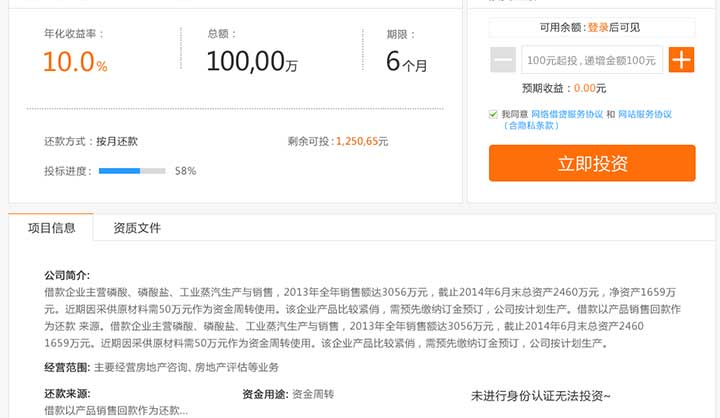 年化收益率：
10.0%
总额：
100,00万
期限：
6个月
还款方式：按月还款
剩余可投：1,250,65元
投标进度：
58%
可用余额：登录后可见
100元起投，递增金额100元
预期收益：0.00元
我同意 网络借贷服务协议 和 网站服务协议
（含隐私条款）
立即投资
项目信息
资质文件
公司简介:
借款企业主营磷酸、磷酸盐、工业蒸汽生产与销售，2013年全年销售额达3056万元，截止2014年6月末总资产2460万元，净资产1659万
元。近期因采供原材料需50万元作为资金周转使用。该企业产品比较紧俏，需预先缴纳订金预订，公司按计划生产。借款以产品销售回款作
为还款 来源。借款企业主营磷酸、磷酸盐、工业蒸汽生产与销售，2013年全年销售额达3056万元，截止2014年6月末总资产2460
1659万元。近期因采供原材料需50万元作为资金周转使用。该企业产品比较紧俏，需预先缴纳订金预订，公司按计划生产。
经营范围: 主要经营房地产咨询、房地产评估等业务
还款来源:
借款以产品销售回款作为还款...
资金用途: 资金周转
未进行身份认证无法投资~